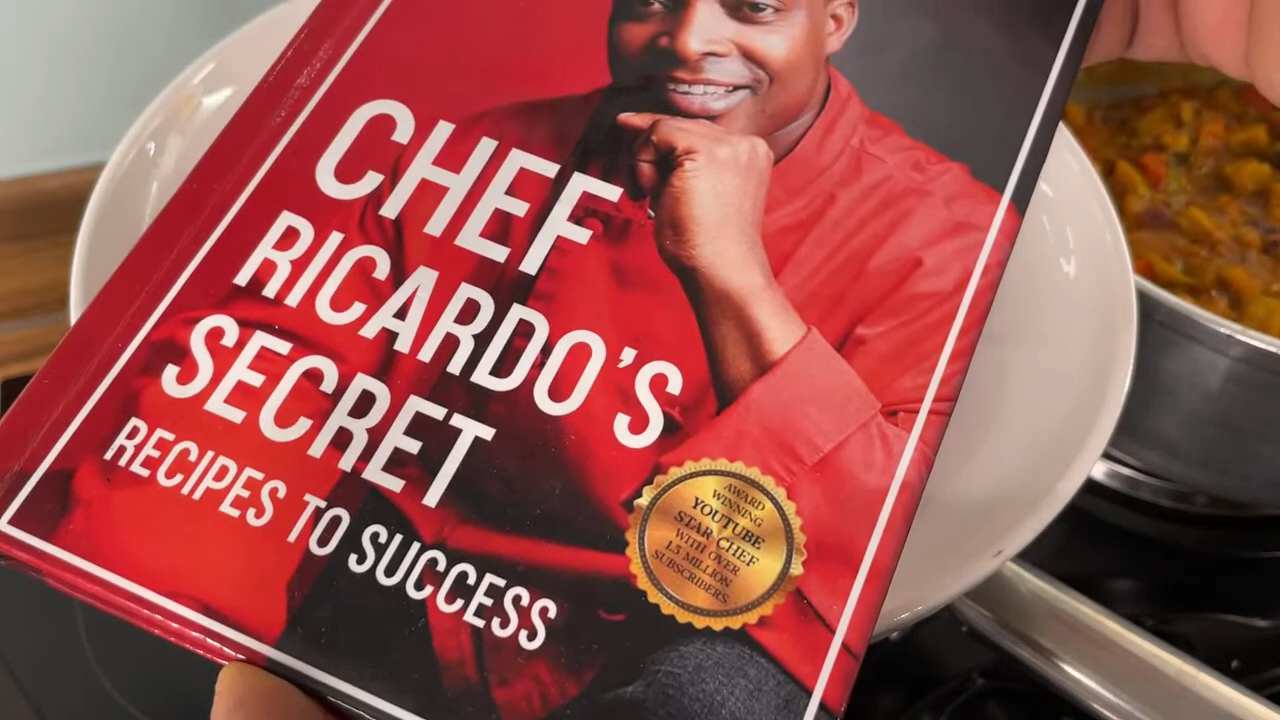 CHEF
RICARDO'S
SECRET
RECIPES TO SUCCESS
AWARD
WINNING
YOUTUBE
STAR CHEF
WITH OVER
1.5 MILLION
SUBSCRIBERS